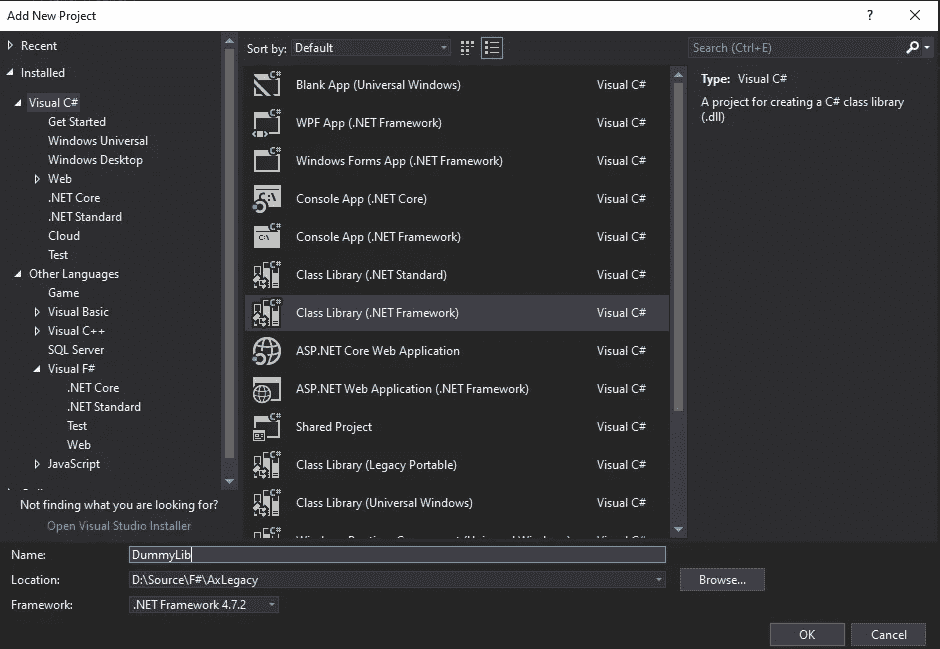 Add New Project
?
Recent
Installed
Visual C#
Get Started
Windows Universal
Windows Desktop
Web
.NET Core
.NET Standard
Cloud
Test
Other Languages
Game
Visual Basic
Visual C++
SQL Server
Visual F#
.NET Core
.NET Standard
Test
Web
JavaScript
Not finding what you are looking for?
Open Visual Studio Installer
Sort by: Default
C# Blank App (Universal Windows) Visual C#
C# WPF App (.NET Framework) Visual C#
C# Windows Forms App (.NET Framework) Visual C#
C:\ Console App (.NET Core) Visual C#
C# C:\ Console App (.NET Framework) Visual C#
C# Class Library (.NET Standard) Visual C#
C# Class Library (.NET Framework) Visual C#
ASP.NET Core Web Application Visual C#
C# ASP.NET Web Application (.NET Framework) Visual C#
C# Shared Project Visual C#
C# Class Library (Legacy Portable) Visual C#
C# Class Library (Universal Windows) Visual C#
Search (Ctrl+E)
Type: Visual C#
A project for creating a C# class library
(.dll)
Name: DummyLib
Location: D:\Source\F#\AxLegacy
Browse...
Framework: .NET Framework 4.7.2
OK
Cancel